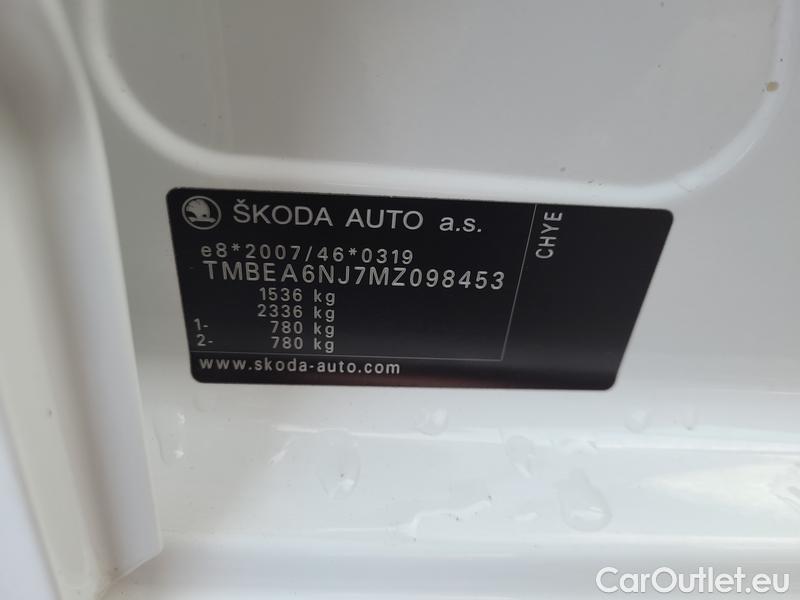 ŠKODA AUTO a.s.
e8*2007/46*0319
TMBEA6NJ7MZ098453
1536 kg
2336 kg
1- 780 kg
2- 780 kg
www.skoda-auto.com
CHYE
CarOutlet.eu